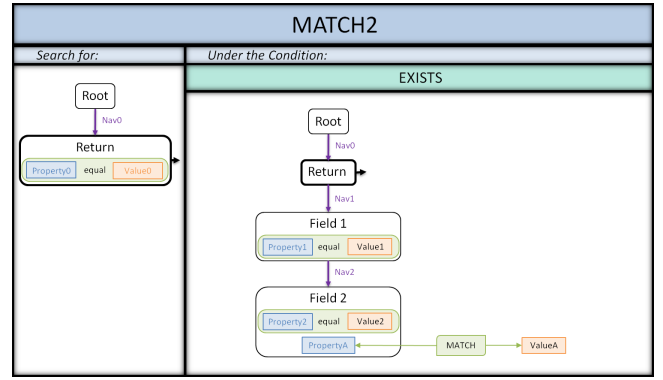 MATCH2
Search for:
Under the Condition:
EXISTS
Root
Nav0
Return
Property0 equal Value0
Root
Nav0
Return
Nav1
Field 1
Property1 equal Value1
Nav2
Field 2
Property2 equal Value2
PropertyA MATCH ValueA